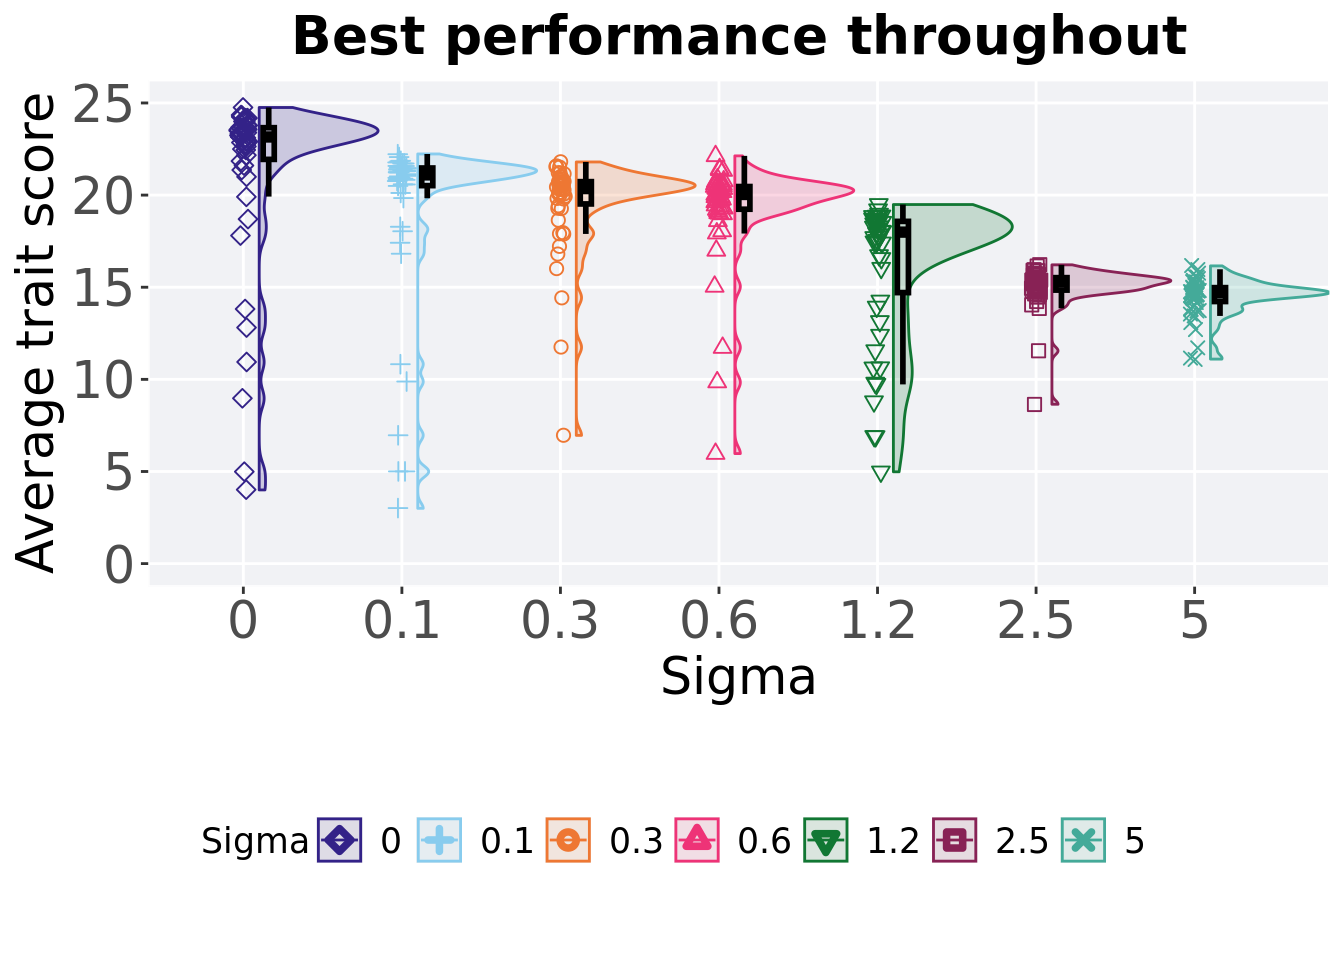 Best performance throughout
Average trait score
25
20
15
10
5
0
0 0.1 0.3 0.6 1.2 2.5 5
Sigma
Sigma 0 0.1 0.3 0.6 1.2 2.5 5